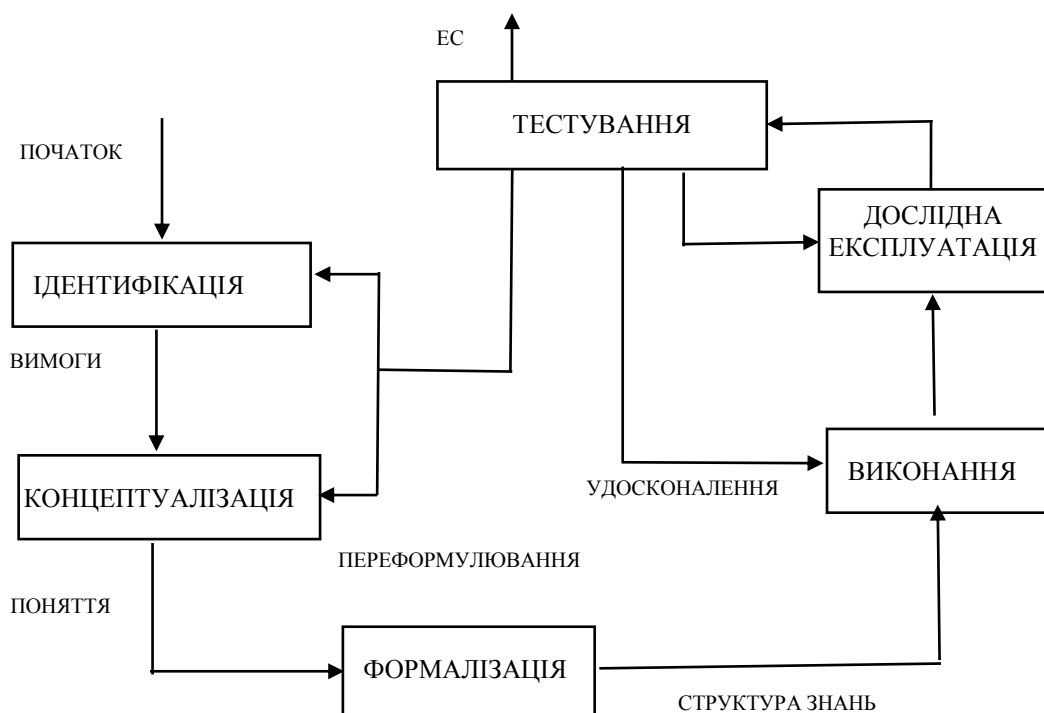 ЕС
ТЕСТУВАННЯ
ПОЧАТОК
ДОСЛІДНА
ЕКСПЛУАТАЦІЯ
ІДЕНТИФІКАЦІЯ
ВИМОГИ
КОНЦЕПТУАЛІЗАЦІЯ
ВИКОНАННЯ
УДОСКОНАЛЕННЯ
ПЕРЕФОРМУЛЮВАННЯ
ПОНЯТТЯ
ФОРМАЛІЗАЦІЯ
СТРУКТУРА ЗНАНЬ